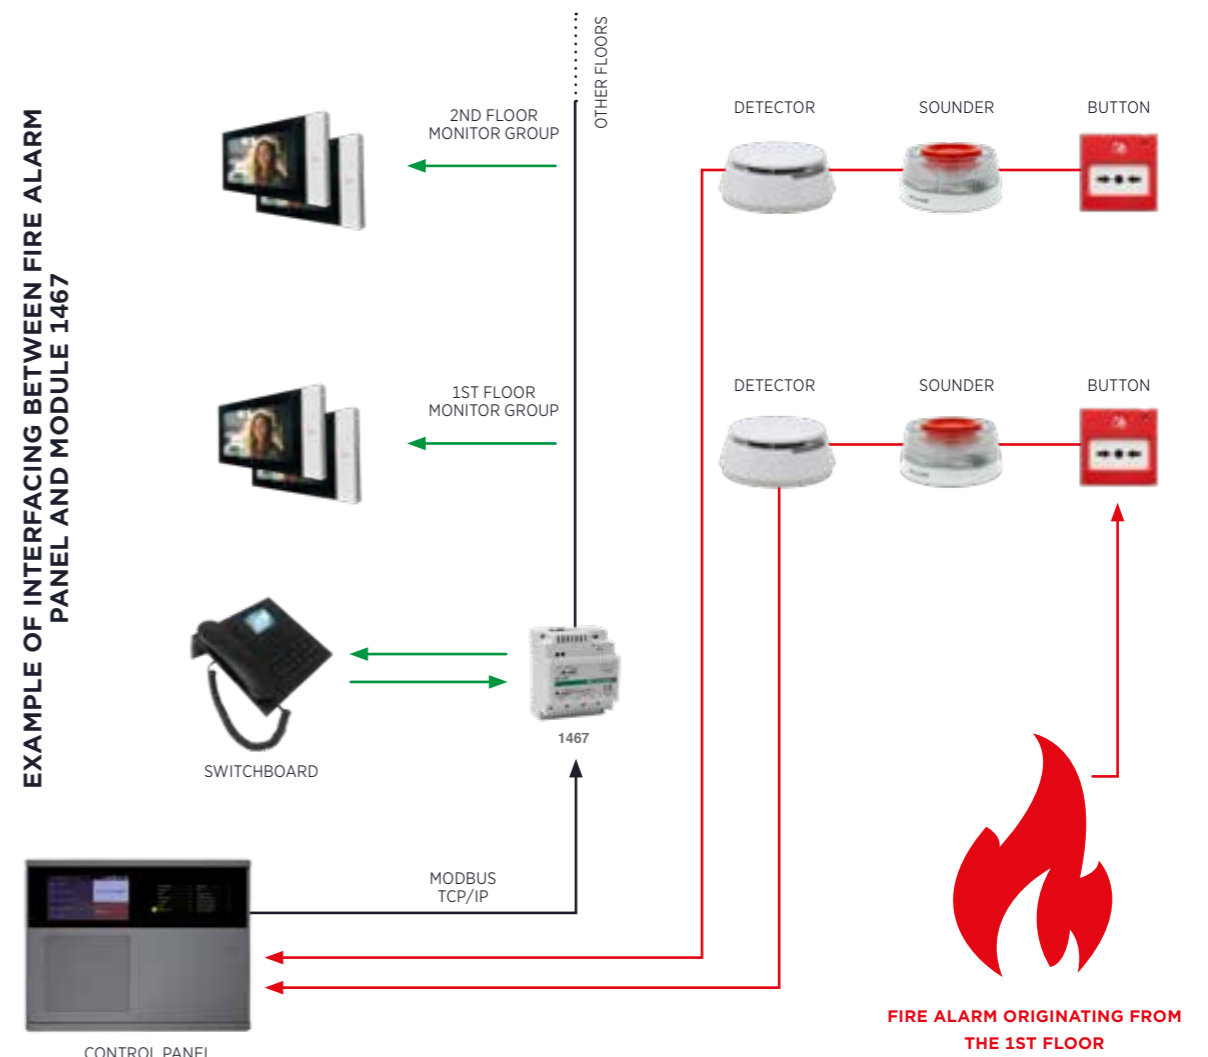 EXAMPLE OF INTERFACING BETWEEN FIRE ALARM
PANEL AND MODULE 1467
OTHER FLOORS
2ND FLOOR
MONITOR GROUP
DETECTOR
SOUNDER
BUTTON
1ST FLOOR
MONITOR GROUP
DETECTOR
SOUNDER
BUTTON
1467
SWITCHBOARD
MODBUS
TCP/IP
CONTROL PANEL
FIRE ALARM ORIGINATING FROM
THE 1ST FLOOR